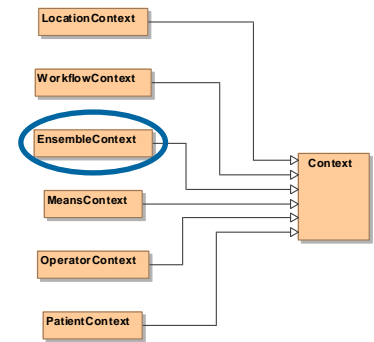 LocationContext
WorkflowContext
EnsembleContext
Context
MeansContext
OperatorContext
PatientContext